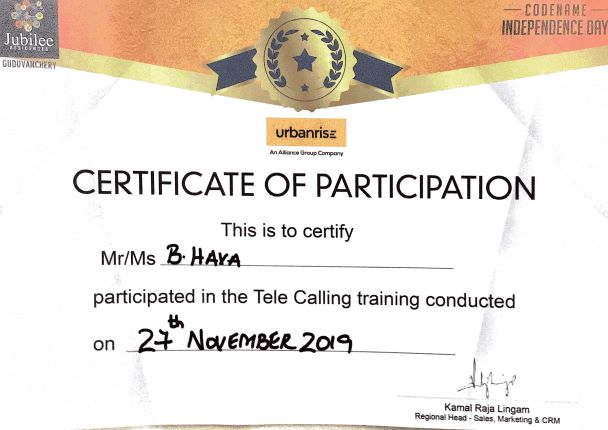 Jubilee
RESIDENCES
GUDUVANCHERY
CODENAME
INDEPENDENCE DAY
urbanrise
An Alliance Group Company
CERTIFICATE OF PARTICIPATION
This is to certify
Mr/Ms B. HAVA
participated in the Tele Calling training conducted
on 27th NOVEMBER 2019
Kamal Raja Lingam
Regional Head - Sales, Marketing & CRM